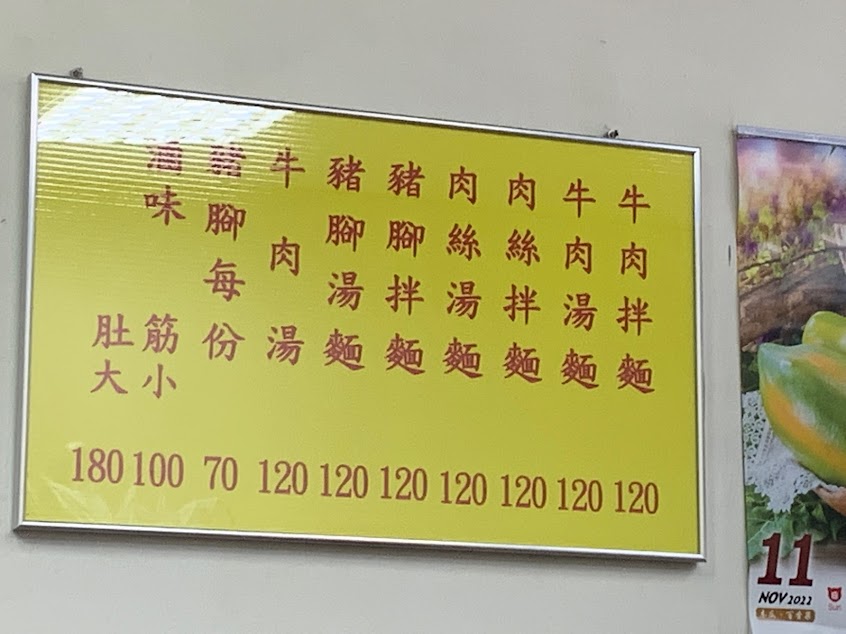 牛肉拌麵 120
牛肉湯麵 120
肉絲拌麵 120
肉絲湯麵 120
豬腳拌麵 120
豬腳湯麵 120
牛肉湯 120
豬腳每份 70
滷味 筋小 100
肚大 180
11
NOV 2022
Sun